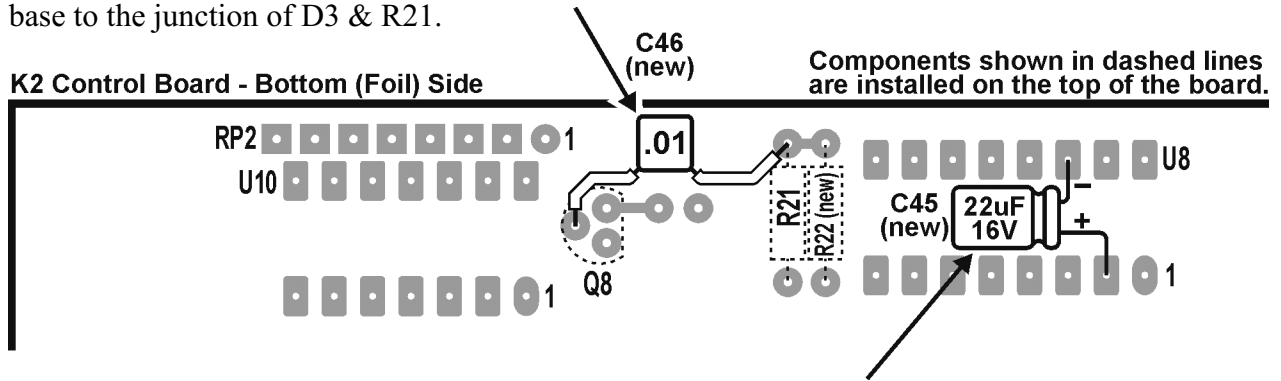 base to the junction of D3 & R21.
C46
(new)
Components shown in dashed lines
are installed on the top of the board.
K2 Control Board - Bottom (Foil) Side
RP2
1
.01
U10
U8
R21
R22 (new)
C45
(new)
22uF
16V
−
+
Q8
1
1